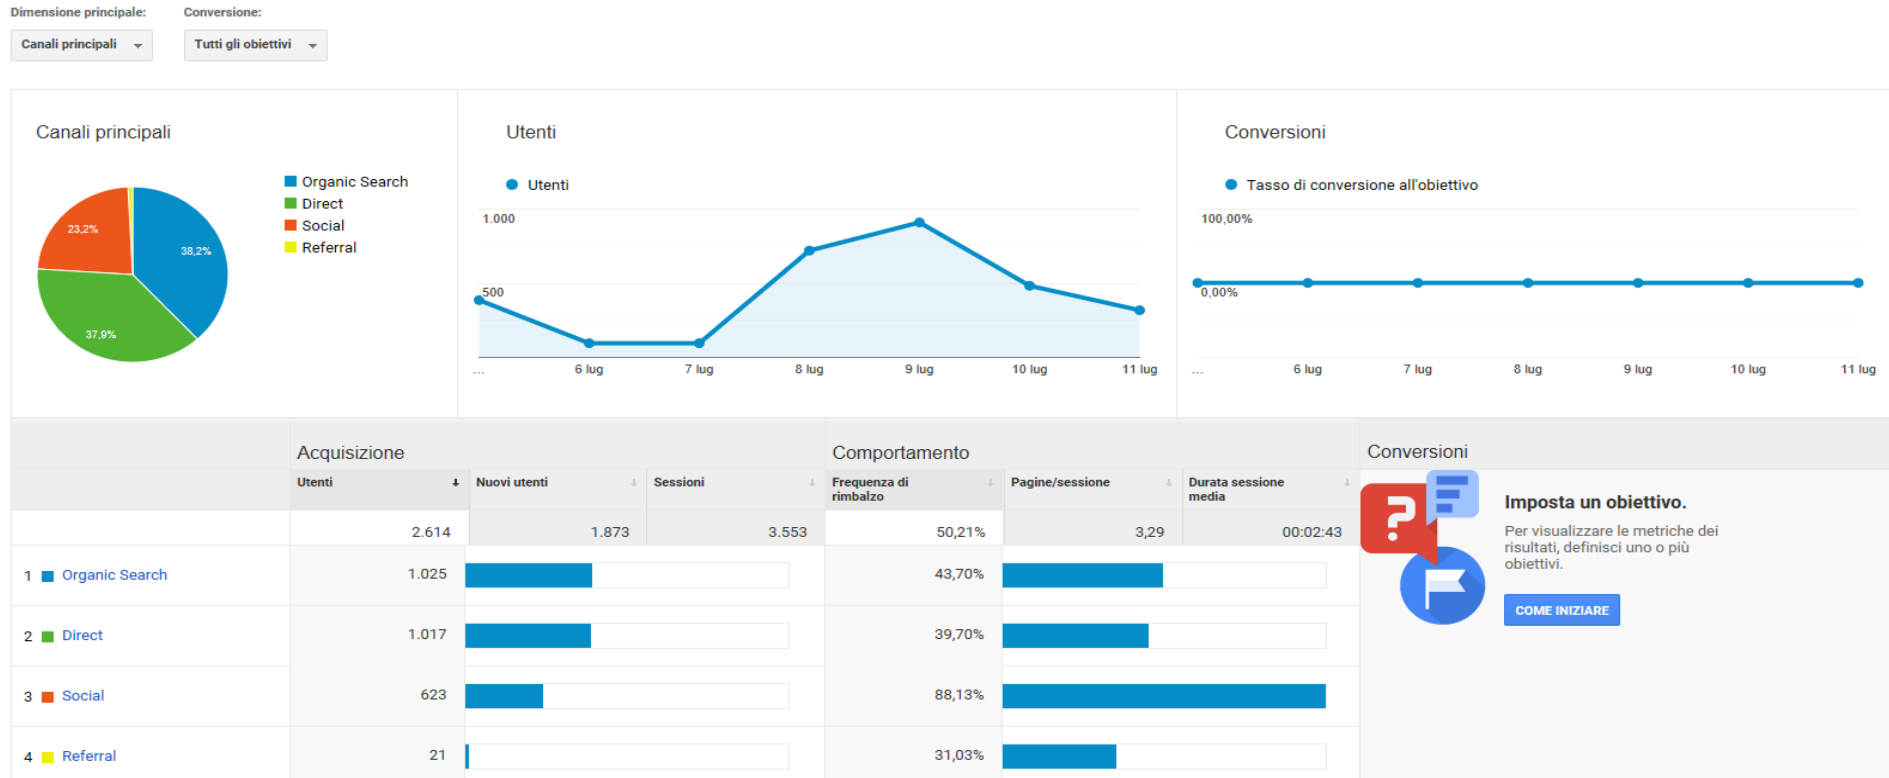 Dimensione principale:
Conversione:
Canali principali
Tutti gli obiettivi
Canali principali
Organic Search
Direct
Social
Referral
23,2%
38,2%
37,9%
Utenti
Utenti
1.000
500
...
6 lug
7 lug
8 lug
9 lug
10 lug
11 lug
Conversioni
Tasso di conversione all'obiettivo
100,00%
0,00%
...
6 lug
7 lug
8 lug
9 lug
10 lug
11 lug
Acquisizione
Comportamento
Conversioni
Utenti
Nuovi utenti
Sessioni
Frequenza di
rimbalzo
Pagine/sessione
Durata sessione
media
2.614
1.873
3.553
50,21%
3,29
00:02:43
1 Organic Search
1.025
43,70%
2 Direct
1.017
39,70%
3 Social
623
88,13%
4 Referral
21
31,03%
?
Imposta un obiettivo.
Per visualizzare le metriche dei
risultati, definisci uno o più
obiettivi.
COME INIZIARE